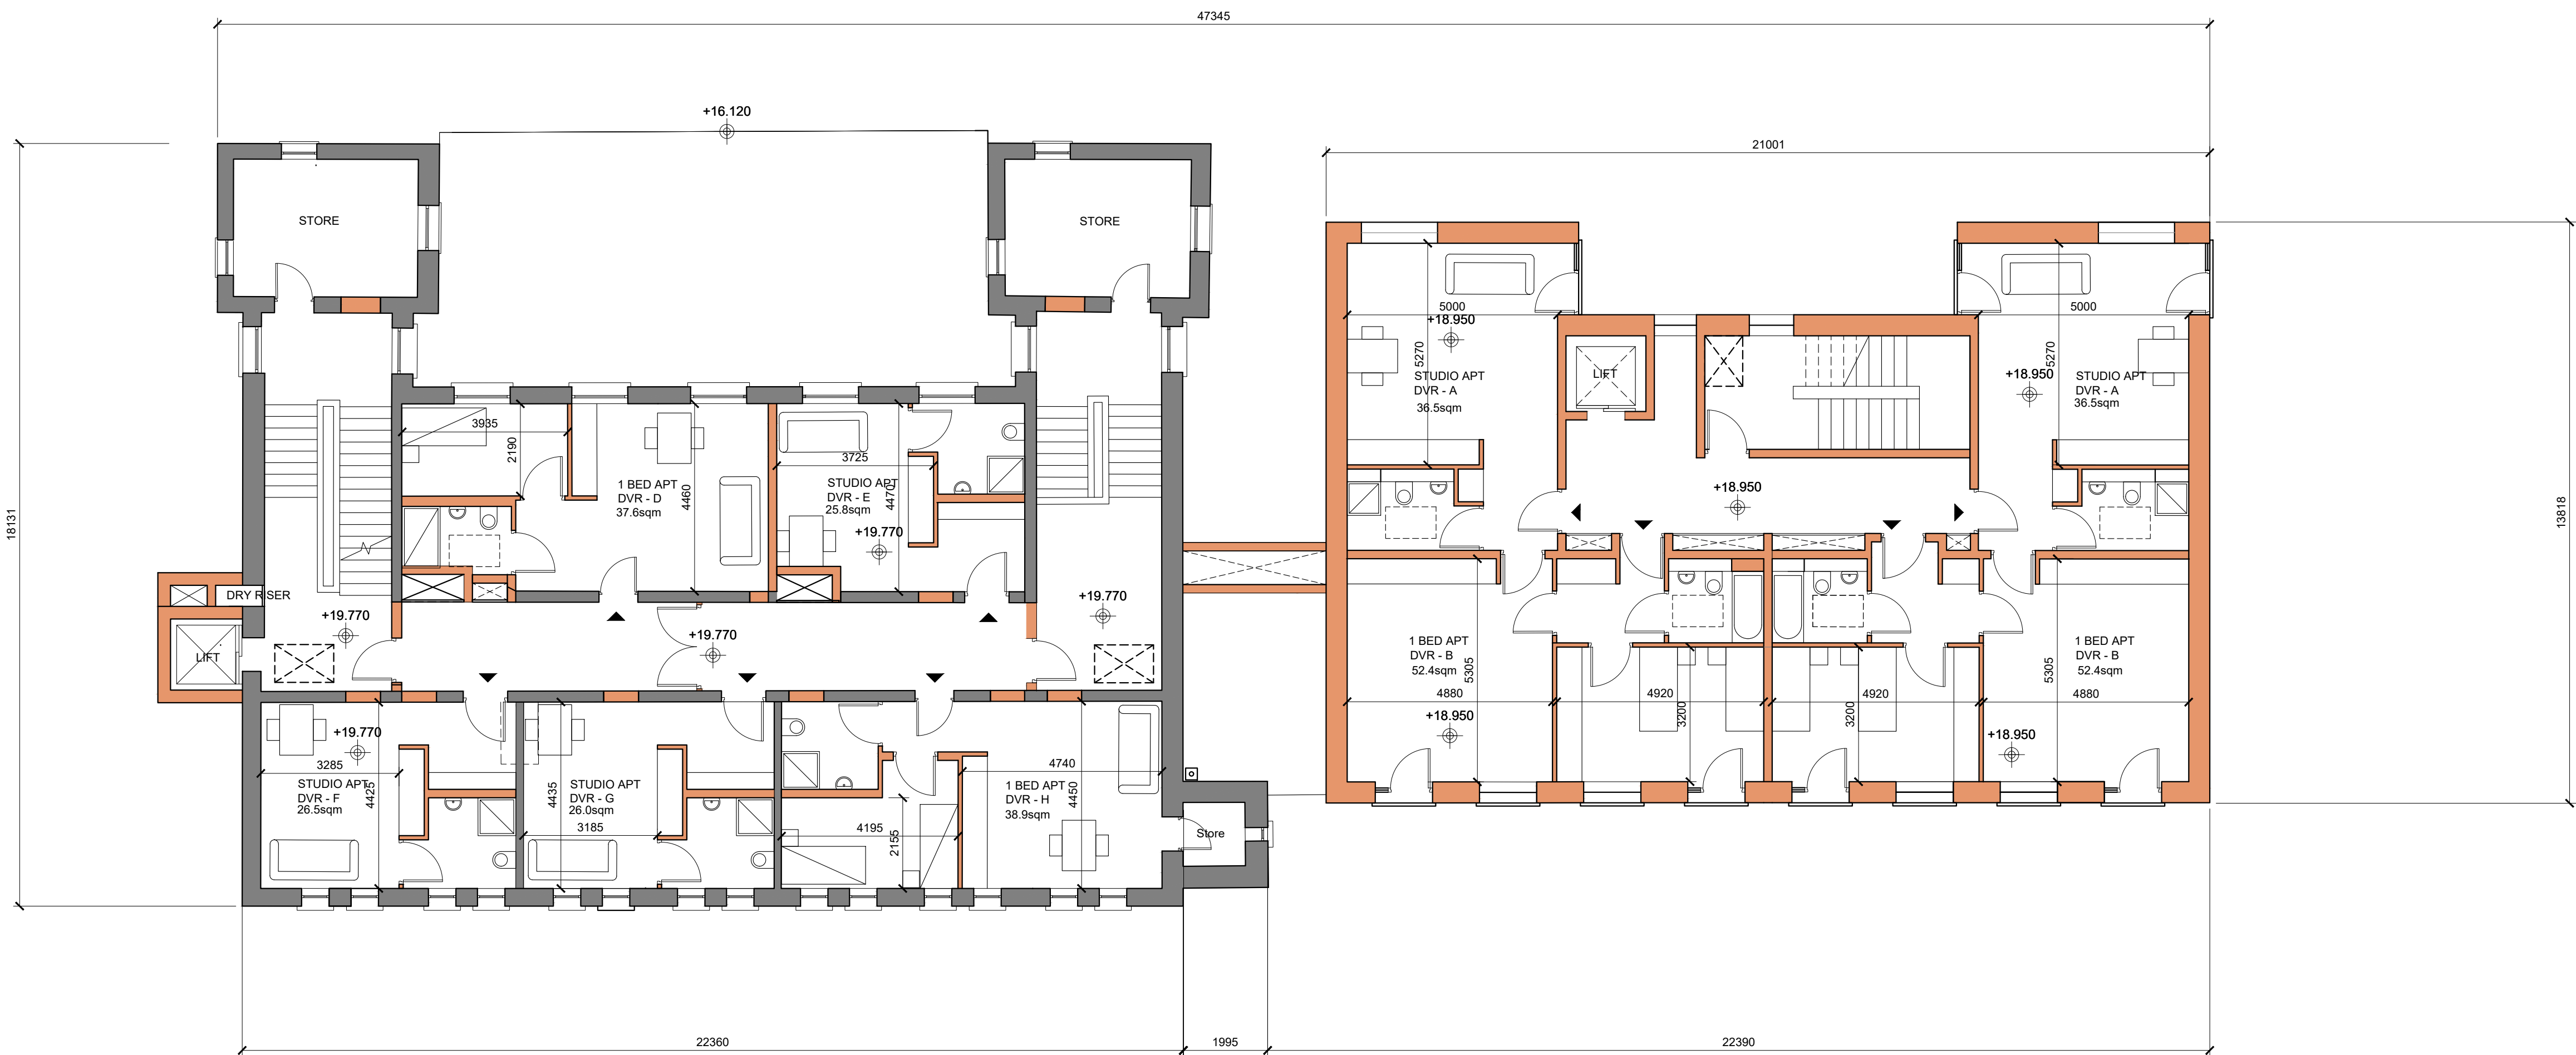 47345
+16.120
21001
STORE
STORE
18131
13818
5000
+18.950
5270
STUDIO APT
DVR - A
36.5sqm
LIFT
5000
5270
+18.950
STUDIO APT
DVR - A
36.5sqm
3935
2190
1 BED APT
DVR - D
37.6sqm
4460
3725
STUDIO APT
DVR - E
25.8sqm
4470
+19.770
+18.950
DRY RISER
+19.770
LIFT
+19.770
+19.770
1 BED APT
DVR - B
52.4sqm
5305
4880
+18.950
4920
3200
4920
3200
1 BED APT
DVR - B
52.4sqm
5305
4880
+18.950
+19.770
3285
STUDIO APT
DVR - F
26.5sqm
4425
4435
STUDIO APT
DVR - G
26.0sqm
3185
4195
2155
4740
1 BED APT
DVR - H
38.9sqm
4450
Store
22360
1995
22390